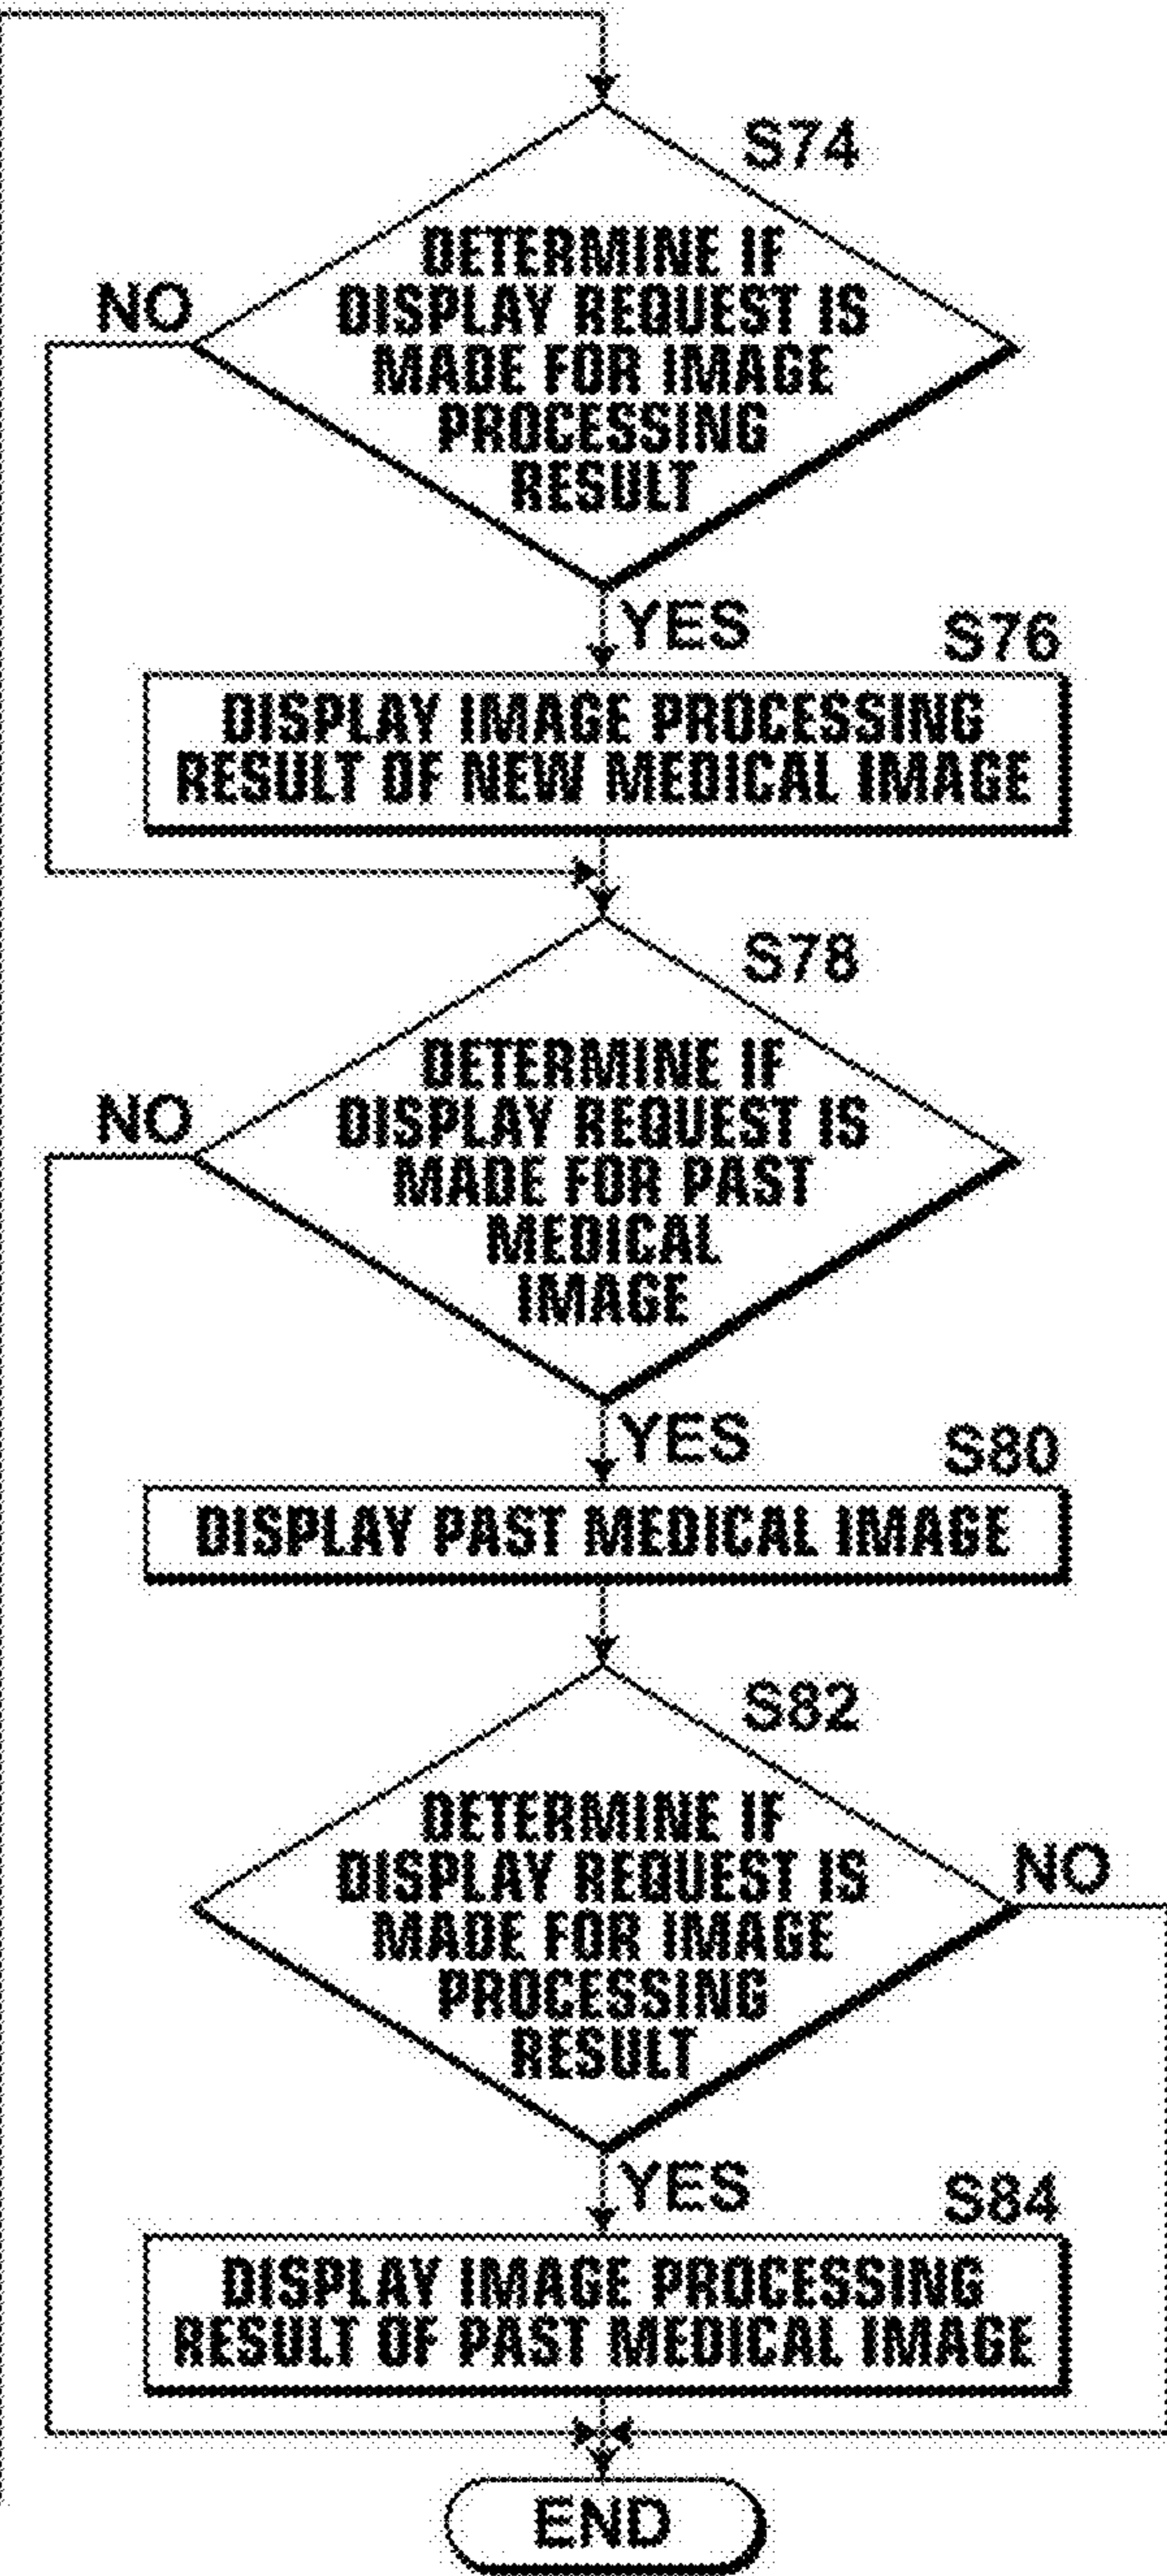 S74
DETERMINE IF
DISPLAY REQUEST IS
MADE FOR IMAGE
PROCESSING
RESULT
NO
YES
S76
DISPLAY IMAGE PROCESSING
RESULT OF NEW MEDICAL IMAGE
S78
DETERMINE IF
DISPLAY REQUEST IS
MADE FOR PAST
MEDICAL
IMAGE
NO
YES
S80
DISPLAY PAST MEDICAL IMAGE
S82
DETERMINE IF
DISPLAY REQUEST IS
MADE FOR IMAGE
PROCESSING
RESULT
NO
YES
S84
DISPLAY IMAGE PROCESSING
RESULT OF PAST MEDICAL IMAGE
END